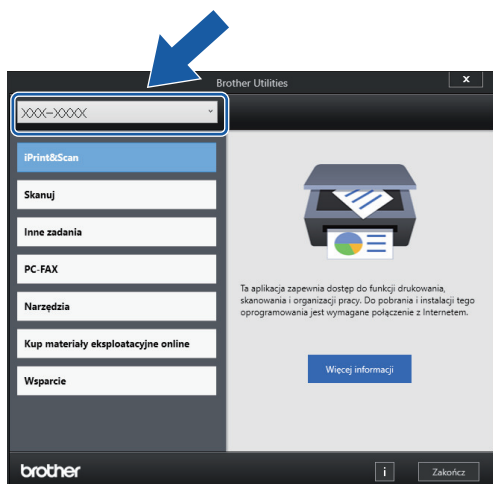 Brother Utilities
x
XXX-XXXX
iPrint&Scan
Skanuj
Inne zadania
PC-FAX
Narzędzia
Kup materiały eksploatacyjne online
Wsparcie
Ta aplikacja zapewnia dostęp do funkcji drukowania,
skanowania i organizacji pracy. Do pobrania i instalacji tego
oprogramowania jest wymagane połączenie z Internetem.
Więcej informacji
brother
i
Zakończ